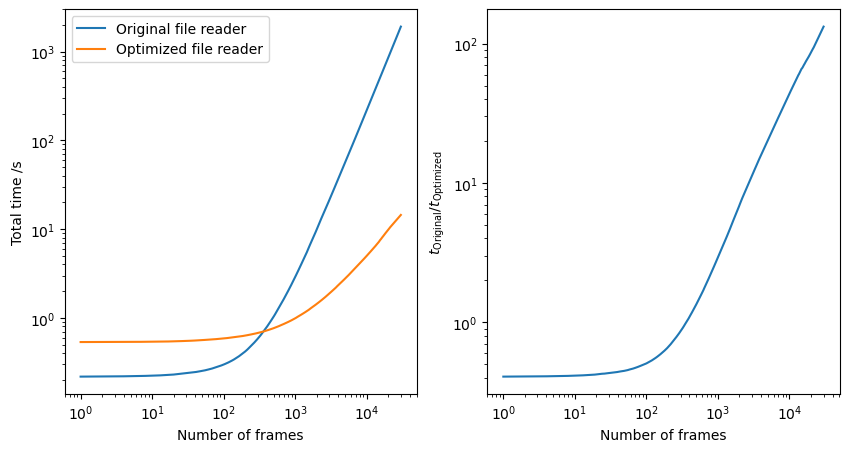 Original file reader
Optimized file reader
Total time /s
10³
10²
10¹
10⁰
10⁰ 10¹ 10² 10³ 10⁴
Number of frames
t_Original/t_Optimized
10²
10¹
10⁰
10⁰ 10¹ 10² 10³ 10⁴
Number of frames